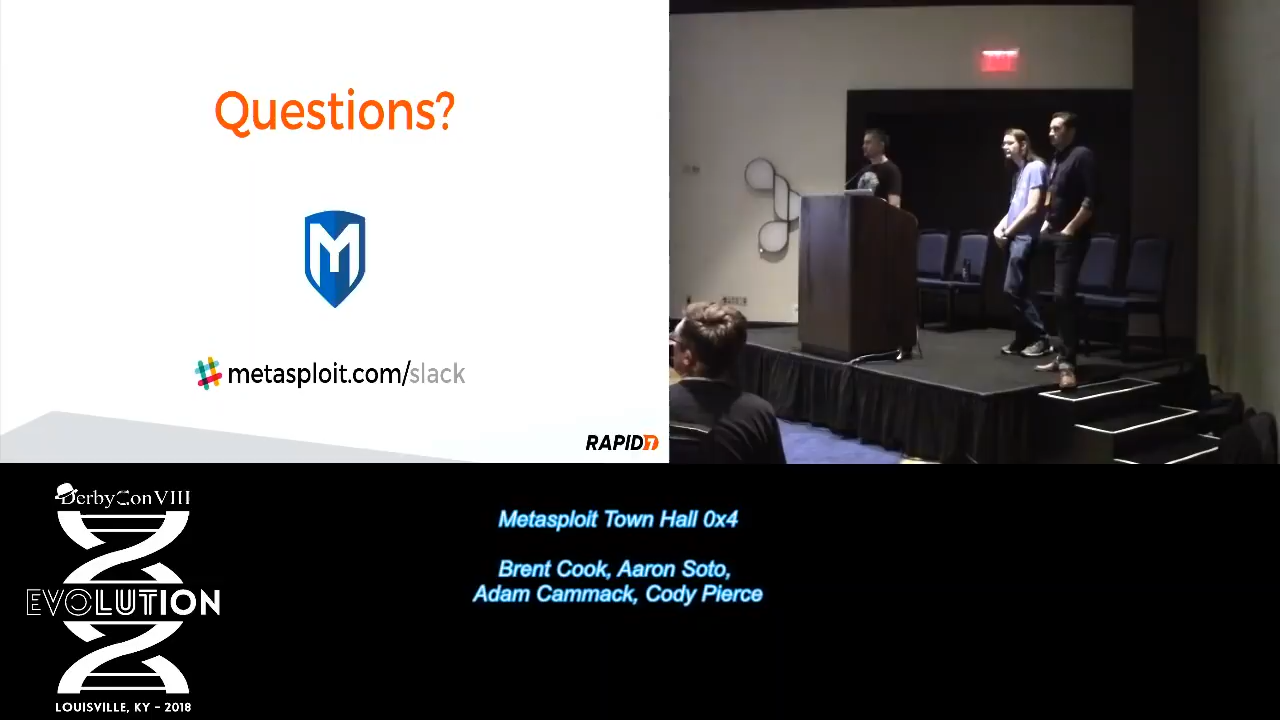 Questions?
M
metasploit.com/slack
RAPID7
DerbyCon VIII
EVOLUTION
LOUISVILLE, KY - 2018
Metasploit Town Hall 0x4
Brent Cook, Aaron Soto,
Adam Cammack, Cody Pierce